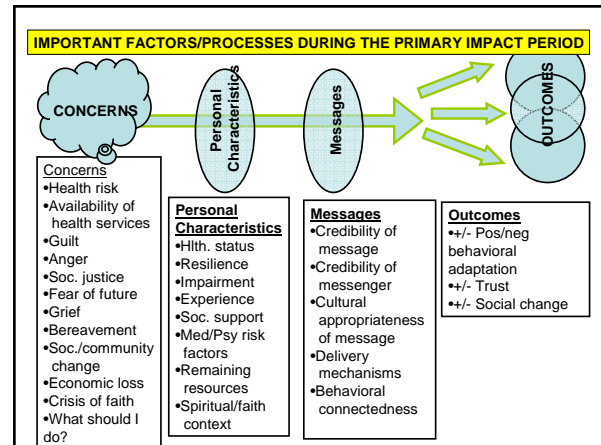 IMPORTANT FACTORS/PROCESSES DURING THE PRIMARY IMPACT PERIOD
CONCERNS
Personal
Characteristics
Messages
OUTCOMES
Concerns
•Health risk
•Availability of
health services
•Guilt
•Anger
•Soc. justice
•Fear of future
•Grief
•Bereavement
•Soc./community
change
•Economic loss
•Crisis of faith
•What should I
do?
Personal
Characteristics
•Hlth. status
•Resilience
•Impairment
•Experience
•Soc. support
•Med/Psy risk
factors
•Remaining
resources
•Spiritual/faith
context
Messages
•Credibility of
message
•Credibility of
messenger
•Cultural
appropriateness
of message
•Delivery
mechanisms
•Behavioral
connectedness
Outcomes
•+/- Pos/neg
behavioral
adaptation
•+/- Trust
•+/- Social change